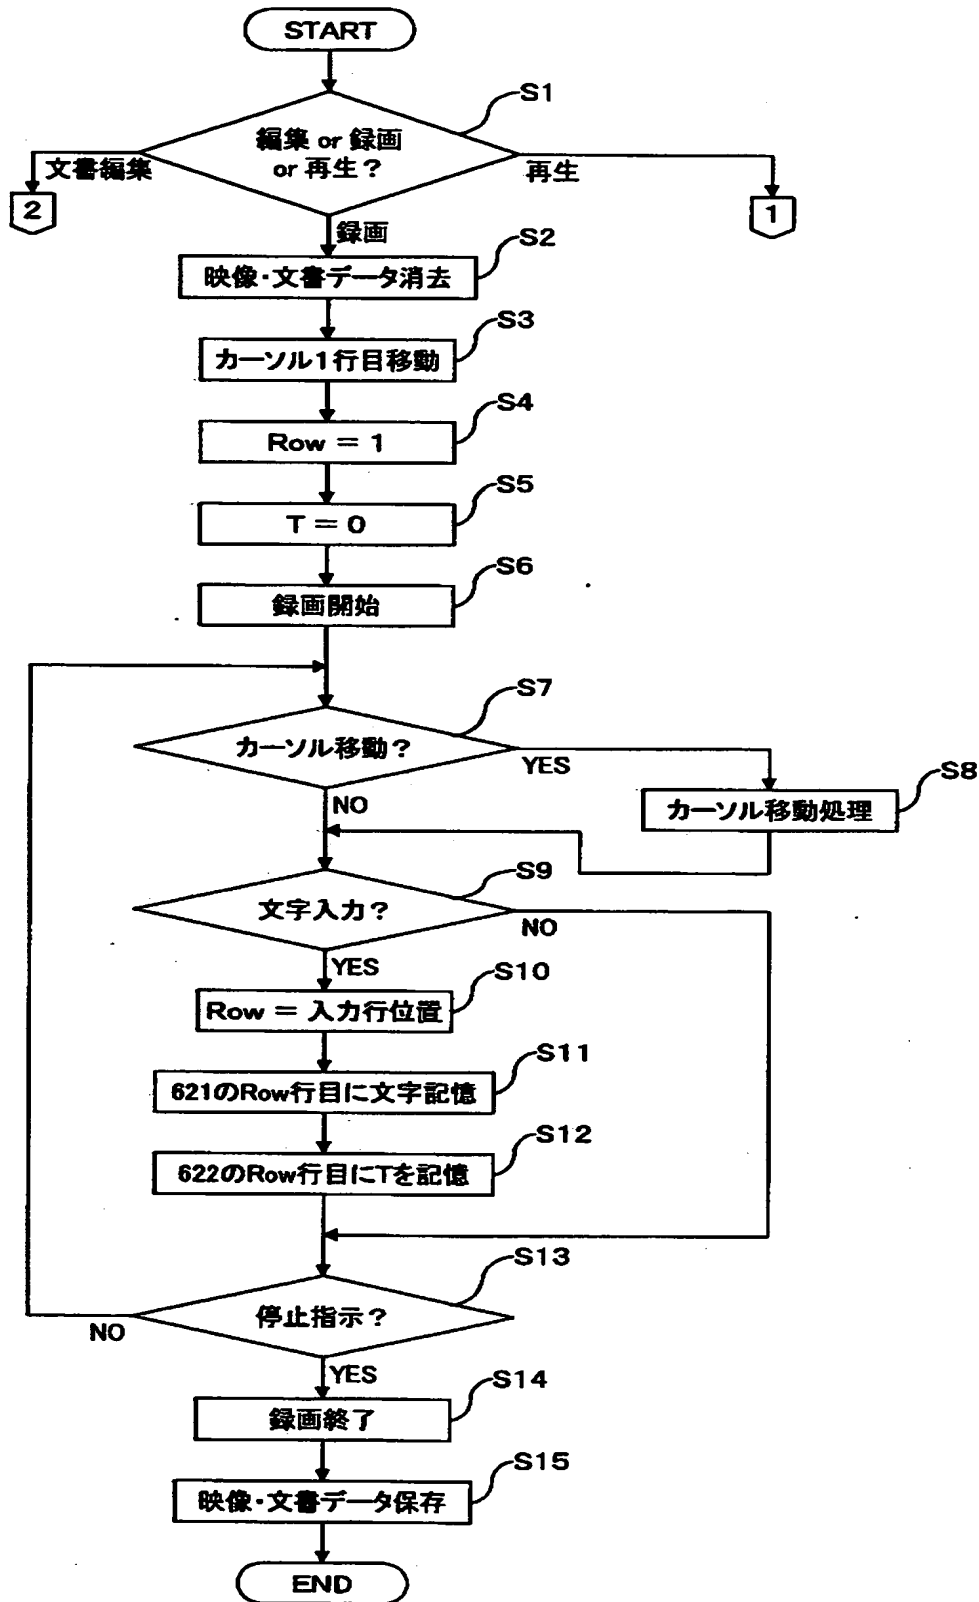 START
S1
編集 or 録画
or 再生？
文書編集
再生
2
1
録画
S2
映像・文書データ消去
S3
カーソル1行目移動
S4
Row ＝ 1
S5
T ＝ 0
S6
録画開始
S7
カーソル移動？
YES
S8
NO
カーソル移動処理
S9
文字入力？
NO
YES
S10
Row ＝ 入力行位置
S11
621のRow行目に文字記憶
S12
622のRow行目にTを記憶
S13
停止指示？
NO
YES
S14
録画終了
S15
映像・文書データ保存
END